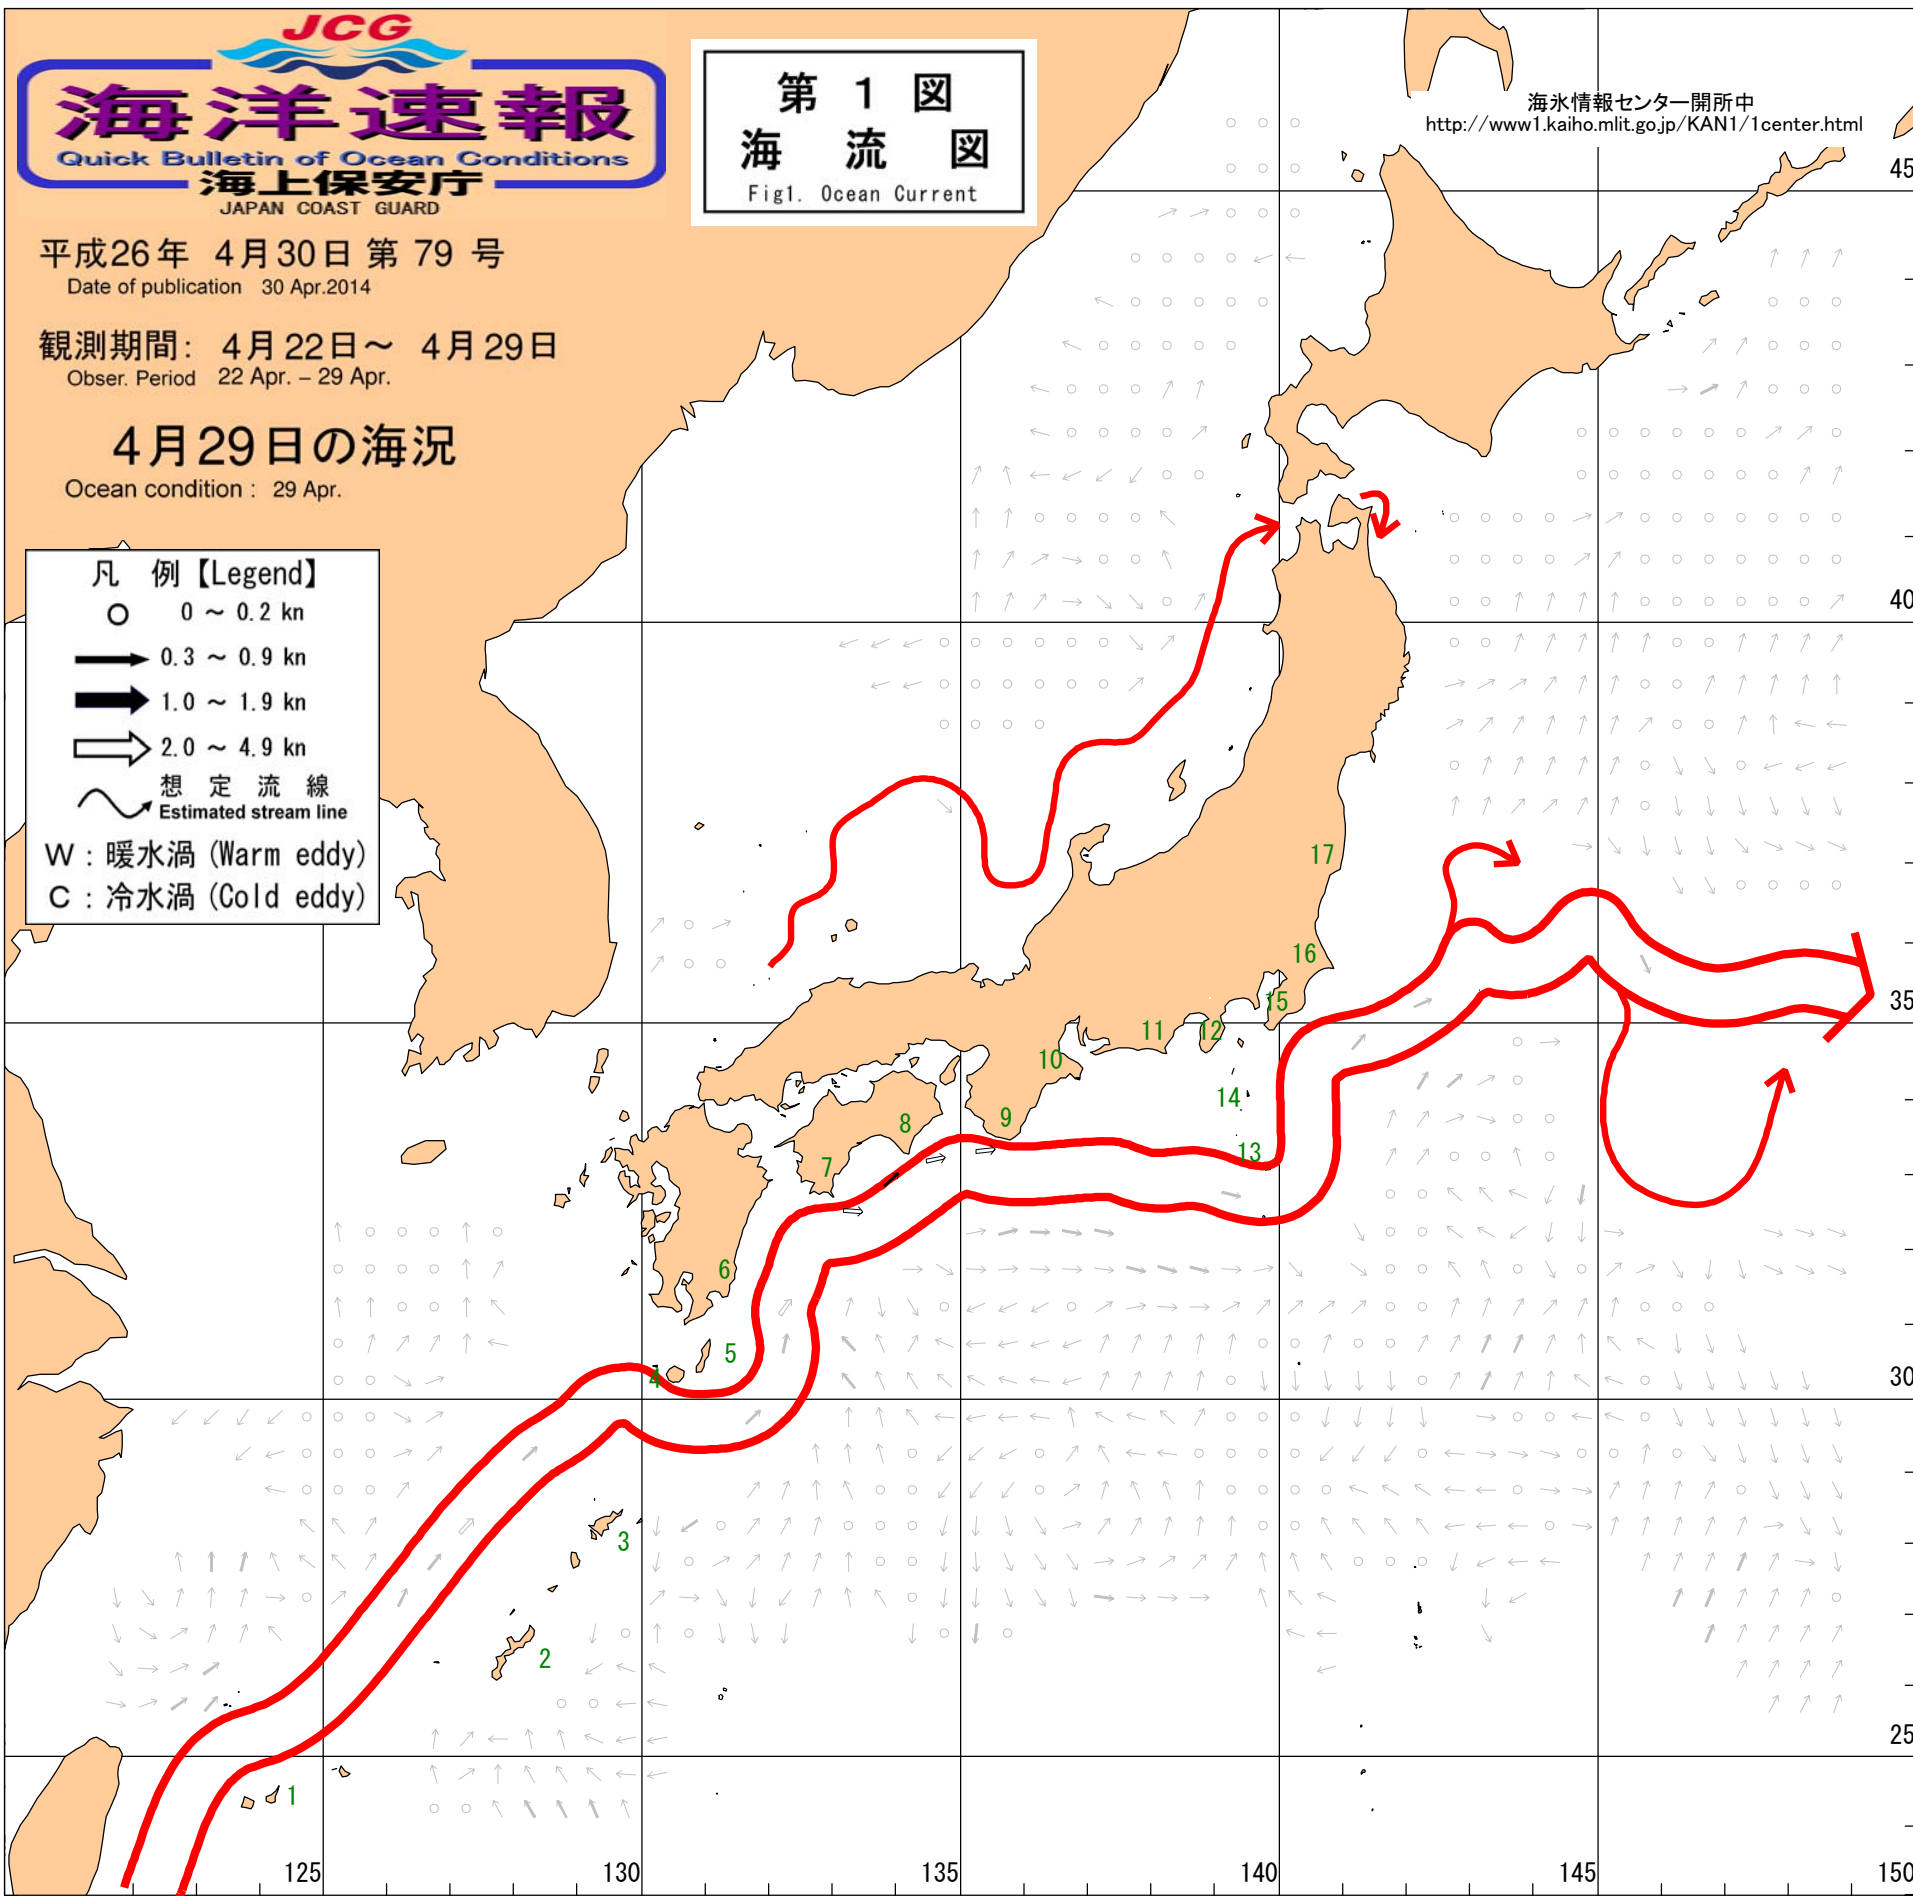 JCG
海洋速報
Quick Bulletin of Ocean Conditions
海上保安庁
JAPAN COAST GUARD
平成26年 4月30日 第 79 号
Date of publication 30 Apr.2014
観測期間: 4月22日～ 4月29日
Obser. Period 22 Apr. – 29 Apr.
4月29日の海況
Ocean condition : 29 Apr.
第 1 図
海 流 図
Fig1. Ocean Current
海氷情報センター開所中
http://www1.kaiho.mlit.go.jp/KAN1/1center.html
凡 例【Legend】
0 ～ 0.2 kn
0.3 ～ 0.9 kn
1.0 ～ 1.9 kn
2.0 ～ 4.9 kn
想 定 流 線
Estimated stream line
W : 暖水渦 (Warm eddy)
C : 冷水渦 (Cold eddy)
45
40
17
16
35
15
12
11
10
14
9
8
13
7
6
5
4
30
3
2
25
1
125
130
135
140
145
150